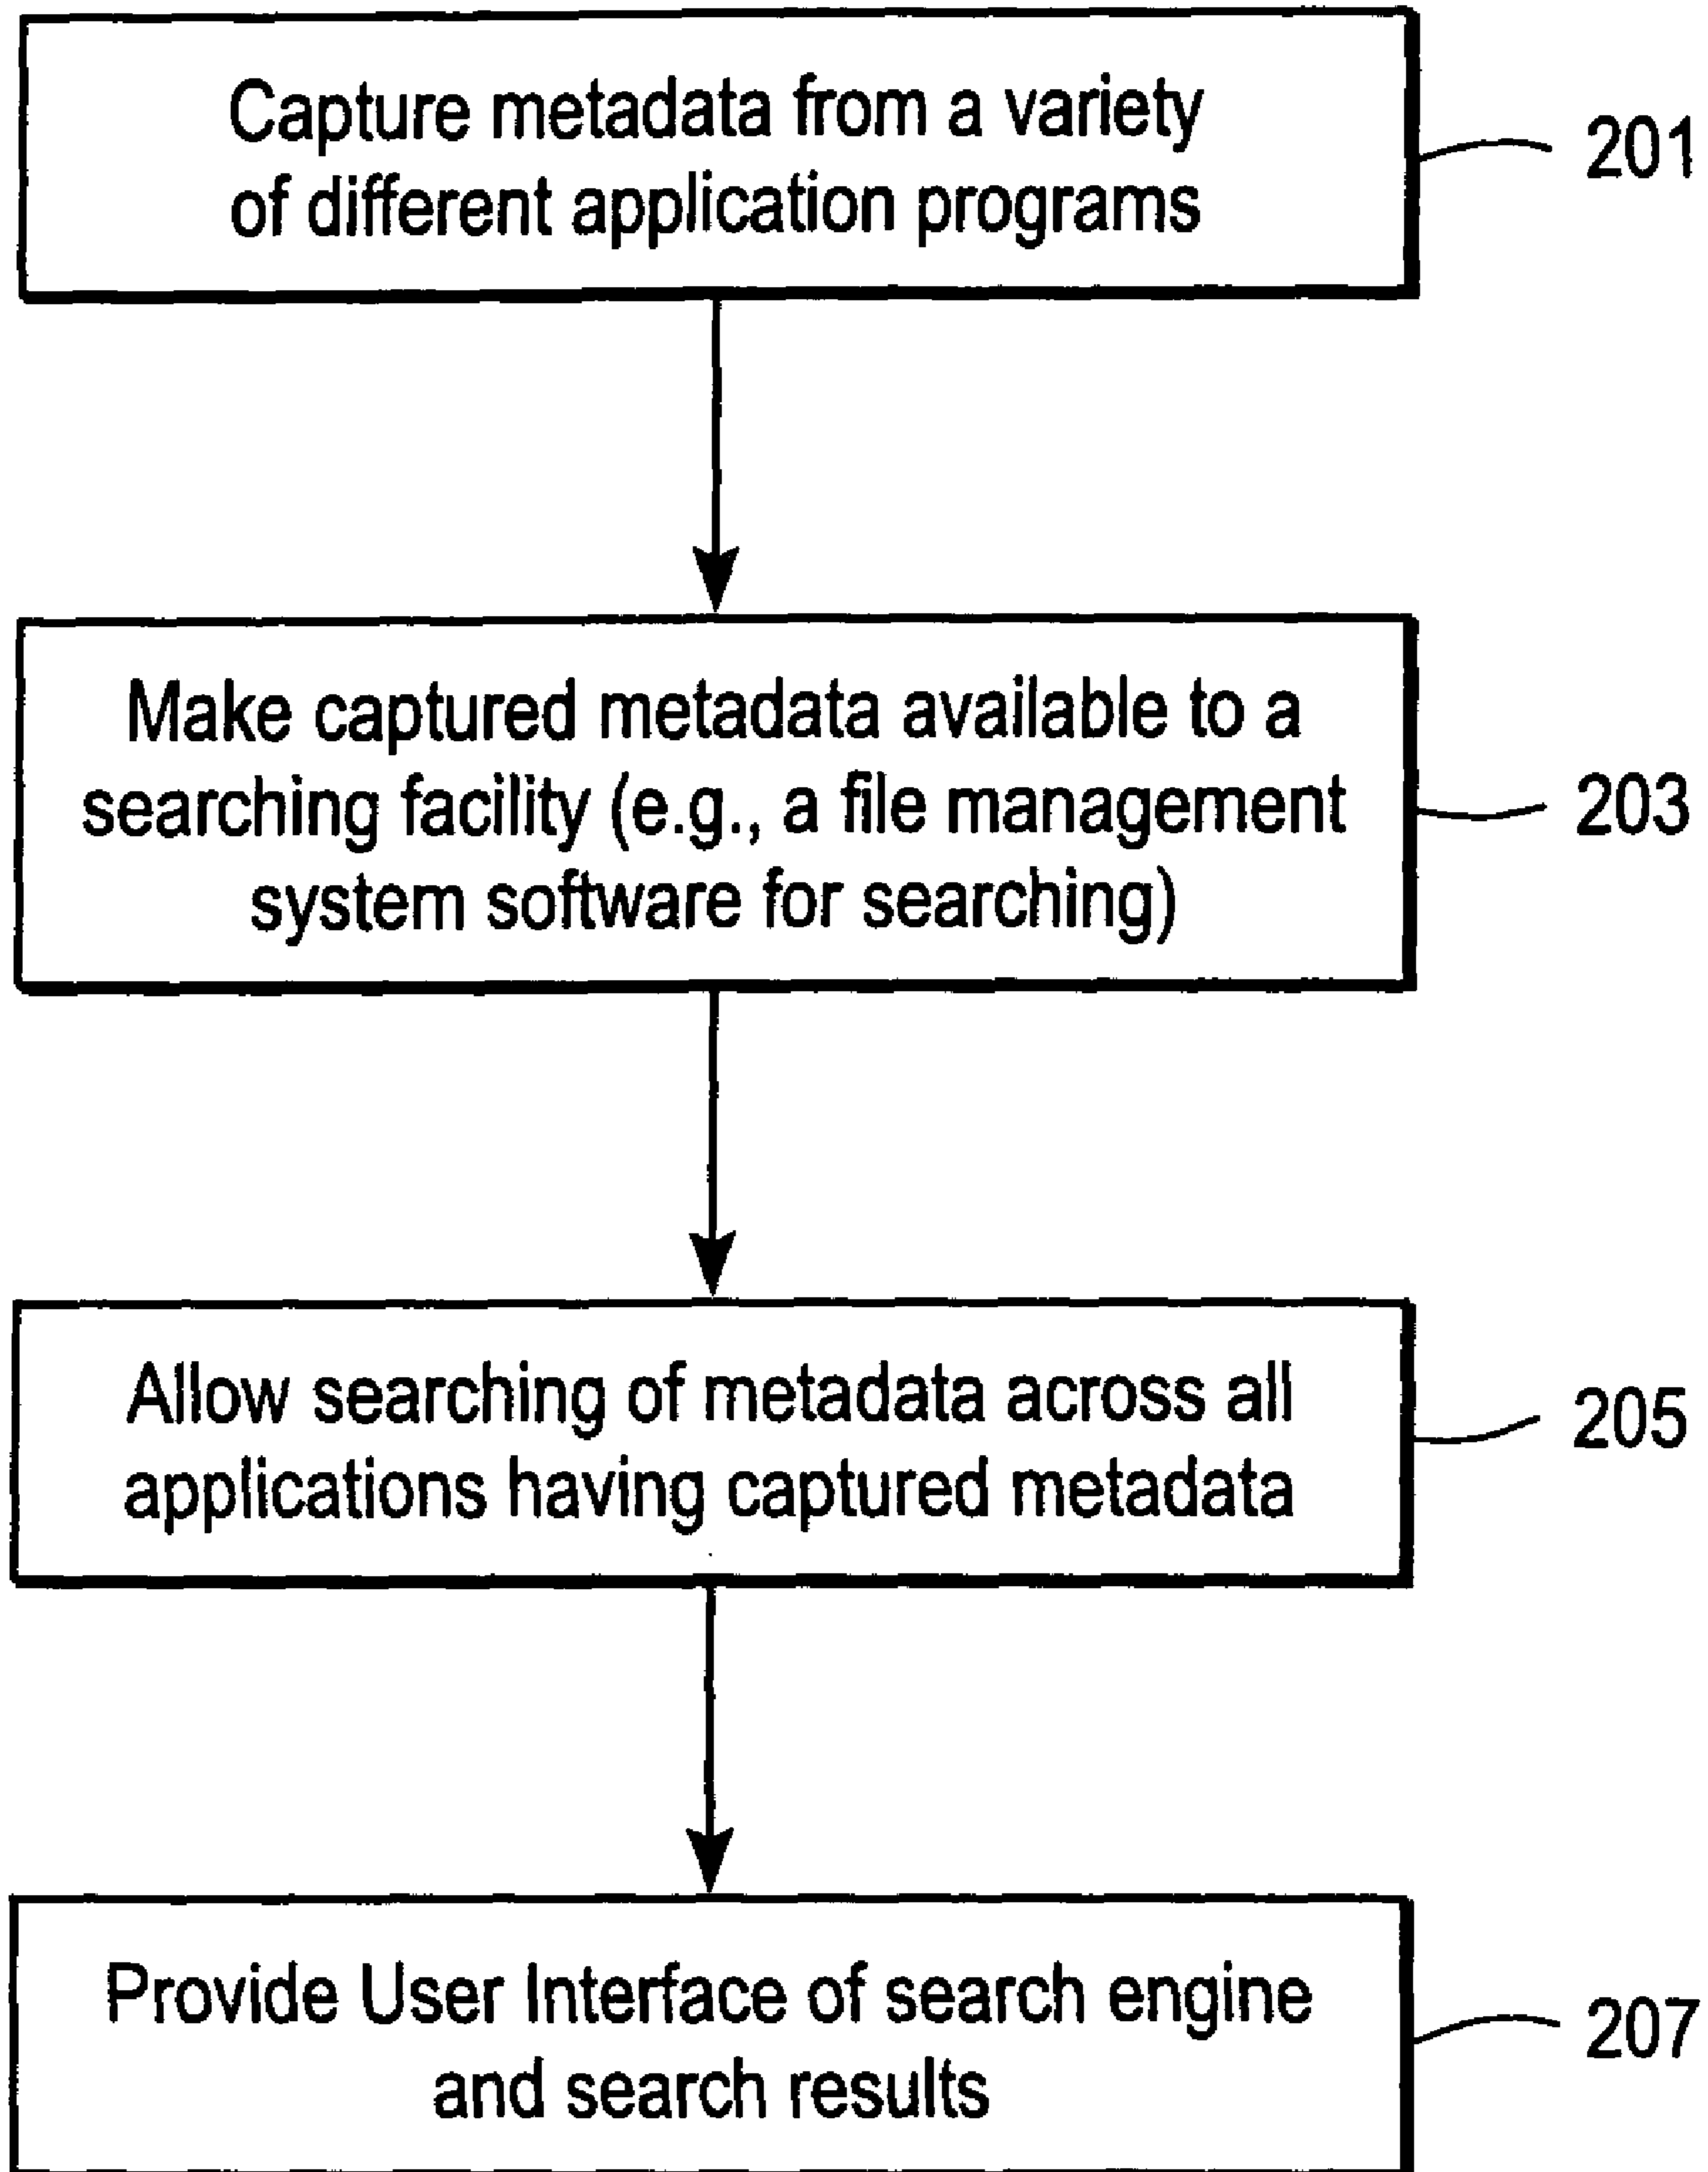 Capture metadata from a variety
of different application programs
201
Make captured metadata available to a
searching facility (e.g., a file management
system software for searching)
203
Allow searching of metadata across all
applications having captured metadata
205
Provide User Interface of search engine
and search results
207